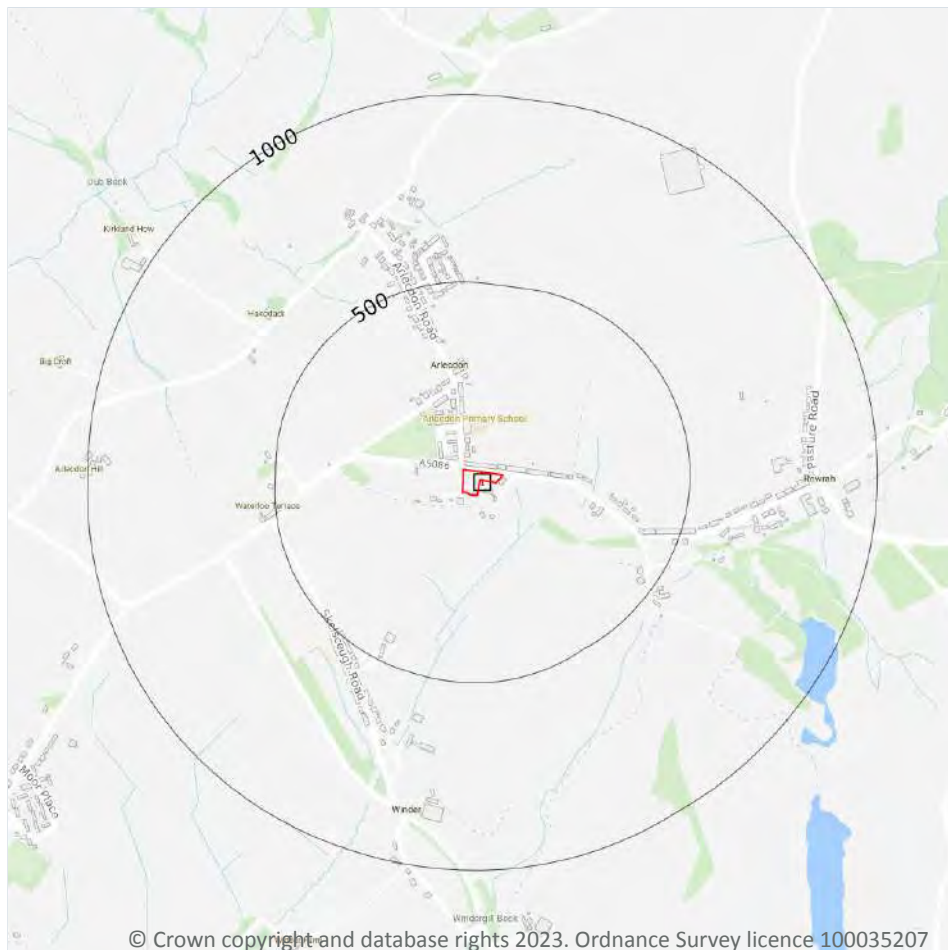 1000
Dub Beck
Kirkland How
500
Arlecdon Road
Big Croft
Arlecdon
Arlecdon Primary School
Pasture Road
A5086
Arlecdon Hill
1
Rowrah
Waterloo Terrace
Skersceugh Road
Moor Place
Winder
Windergill Beck
© Crown copyright and database rights 2023. Ordnance Survey licence 100035207